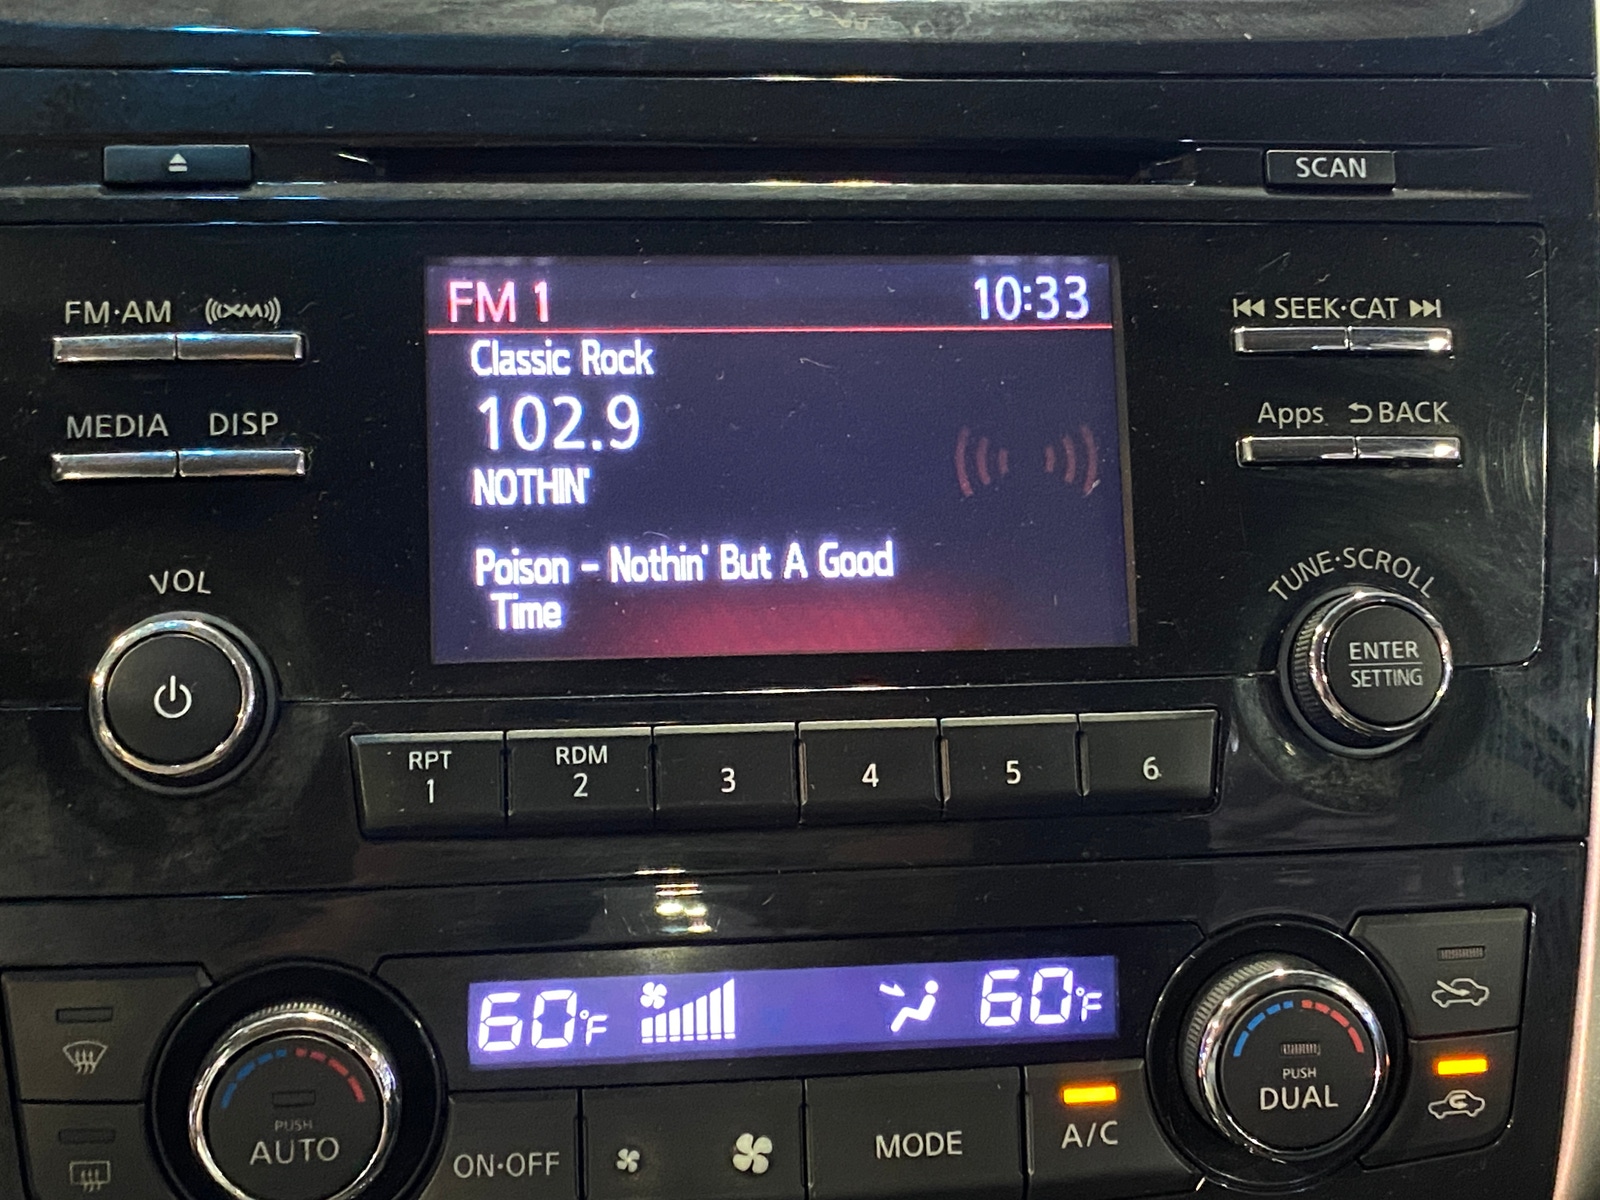 SCAN
FM·AM (((XM)))
SEEK·CAT
MEDIA DISP
Apps BACK
FM 1 10:33
Classic Rock
102.9
NOTHIN'
Poison - Nothin' But A Good
Time
VOL
TUNE·SCROLL
ENTER
SETTING
RPT
1
RDM
2
3
4
5
6
60°F
60°F
PUSH
AUTO
ON·OFF
MODE
A/C
PUSH
DUAL